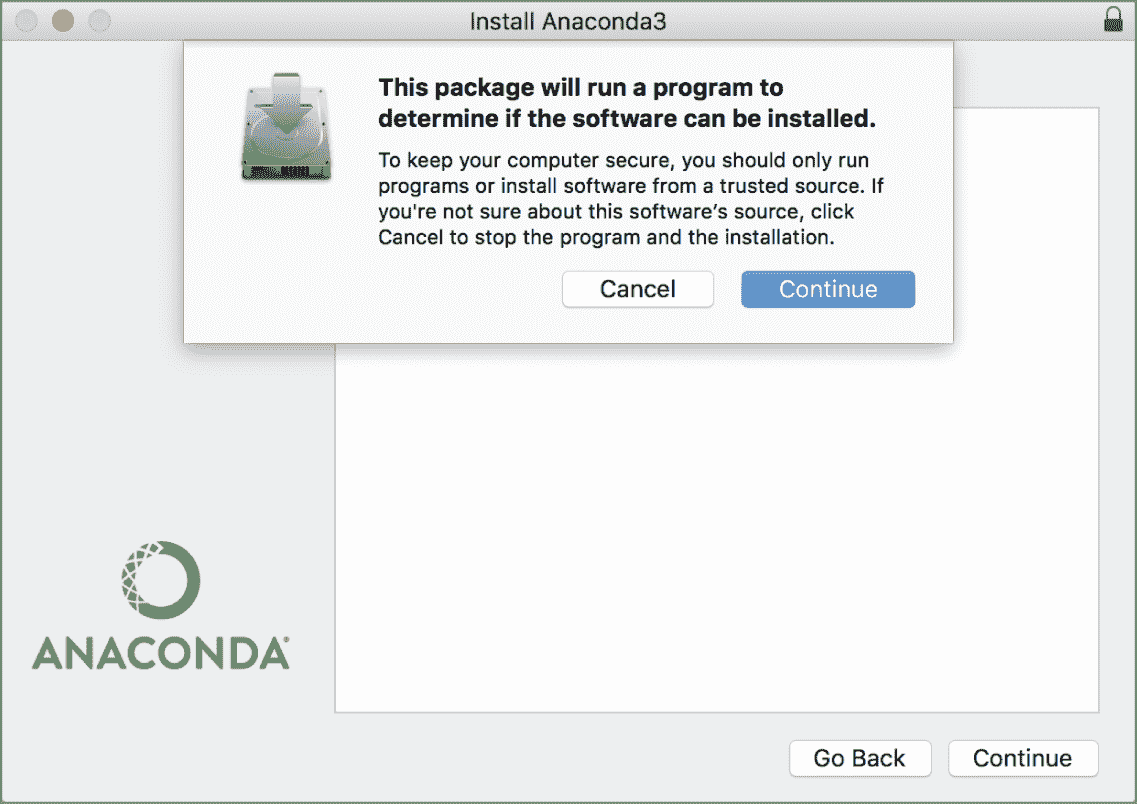 Install Anaconda3
This package will run a program to
determine if the software can be installed.
To keep your computer secure, you should only run
programs or install software from a trusted source. If
you're not sure about this software’s source, click
Cancel to stop the program and the installation.
Cancel
Continue
ANACONDA®
Go Back
Continue